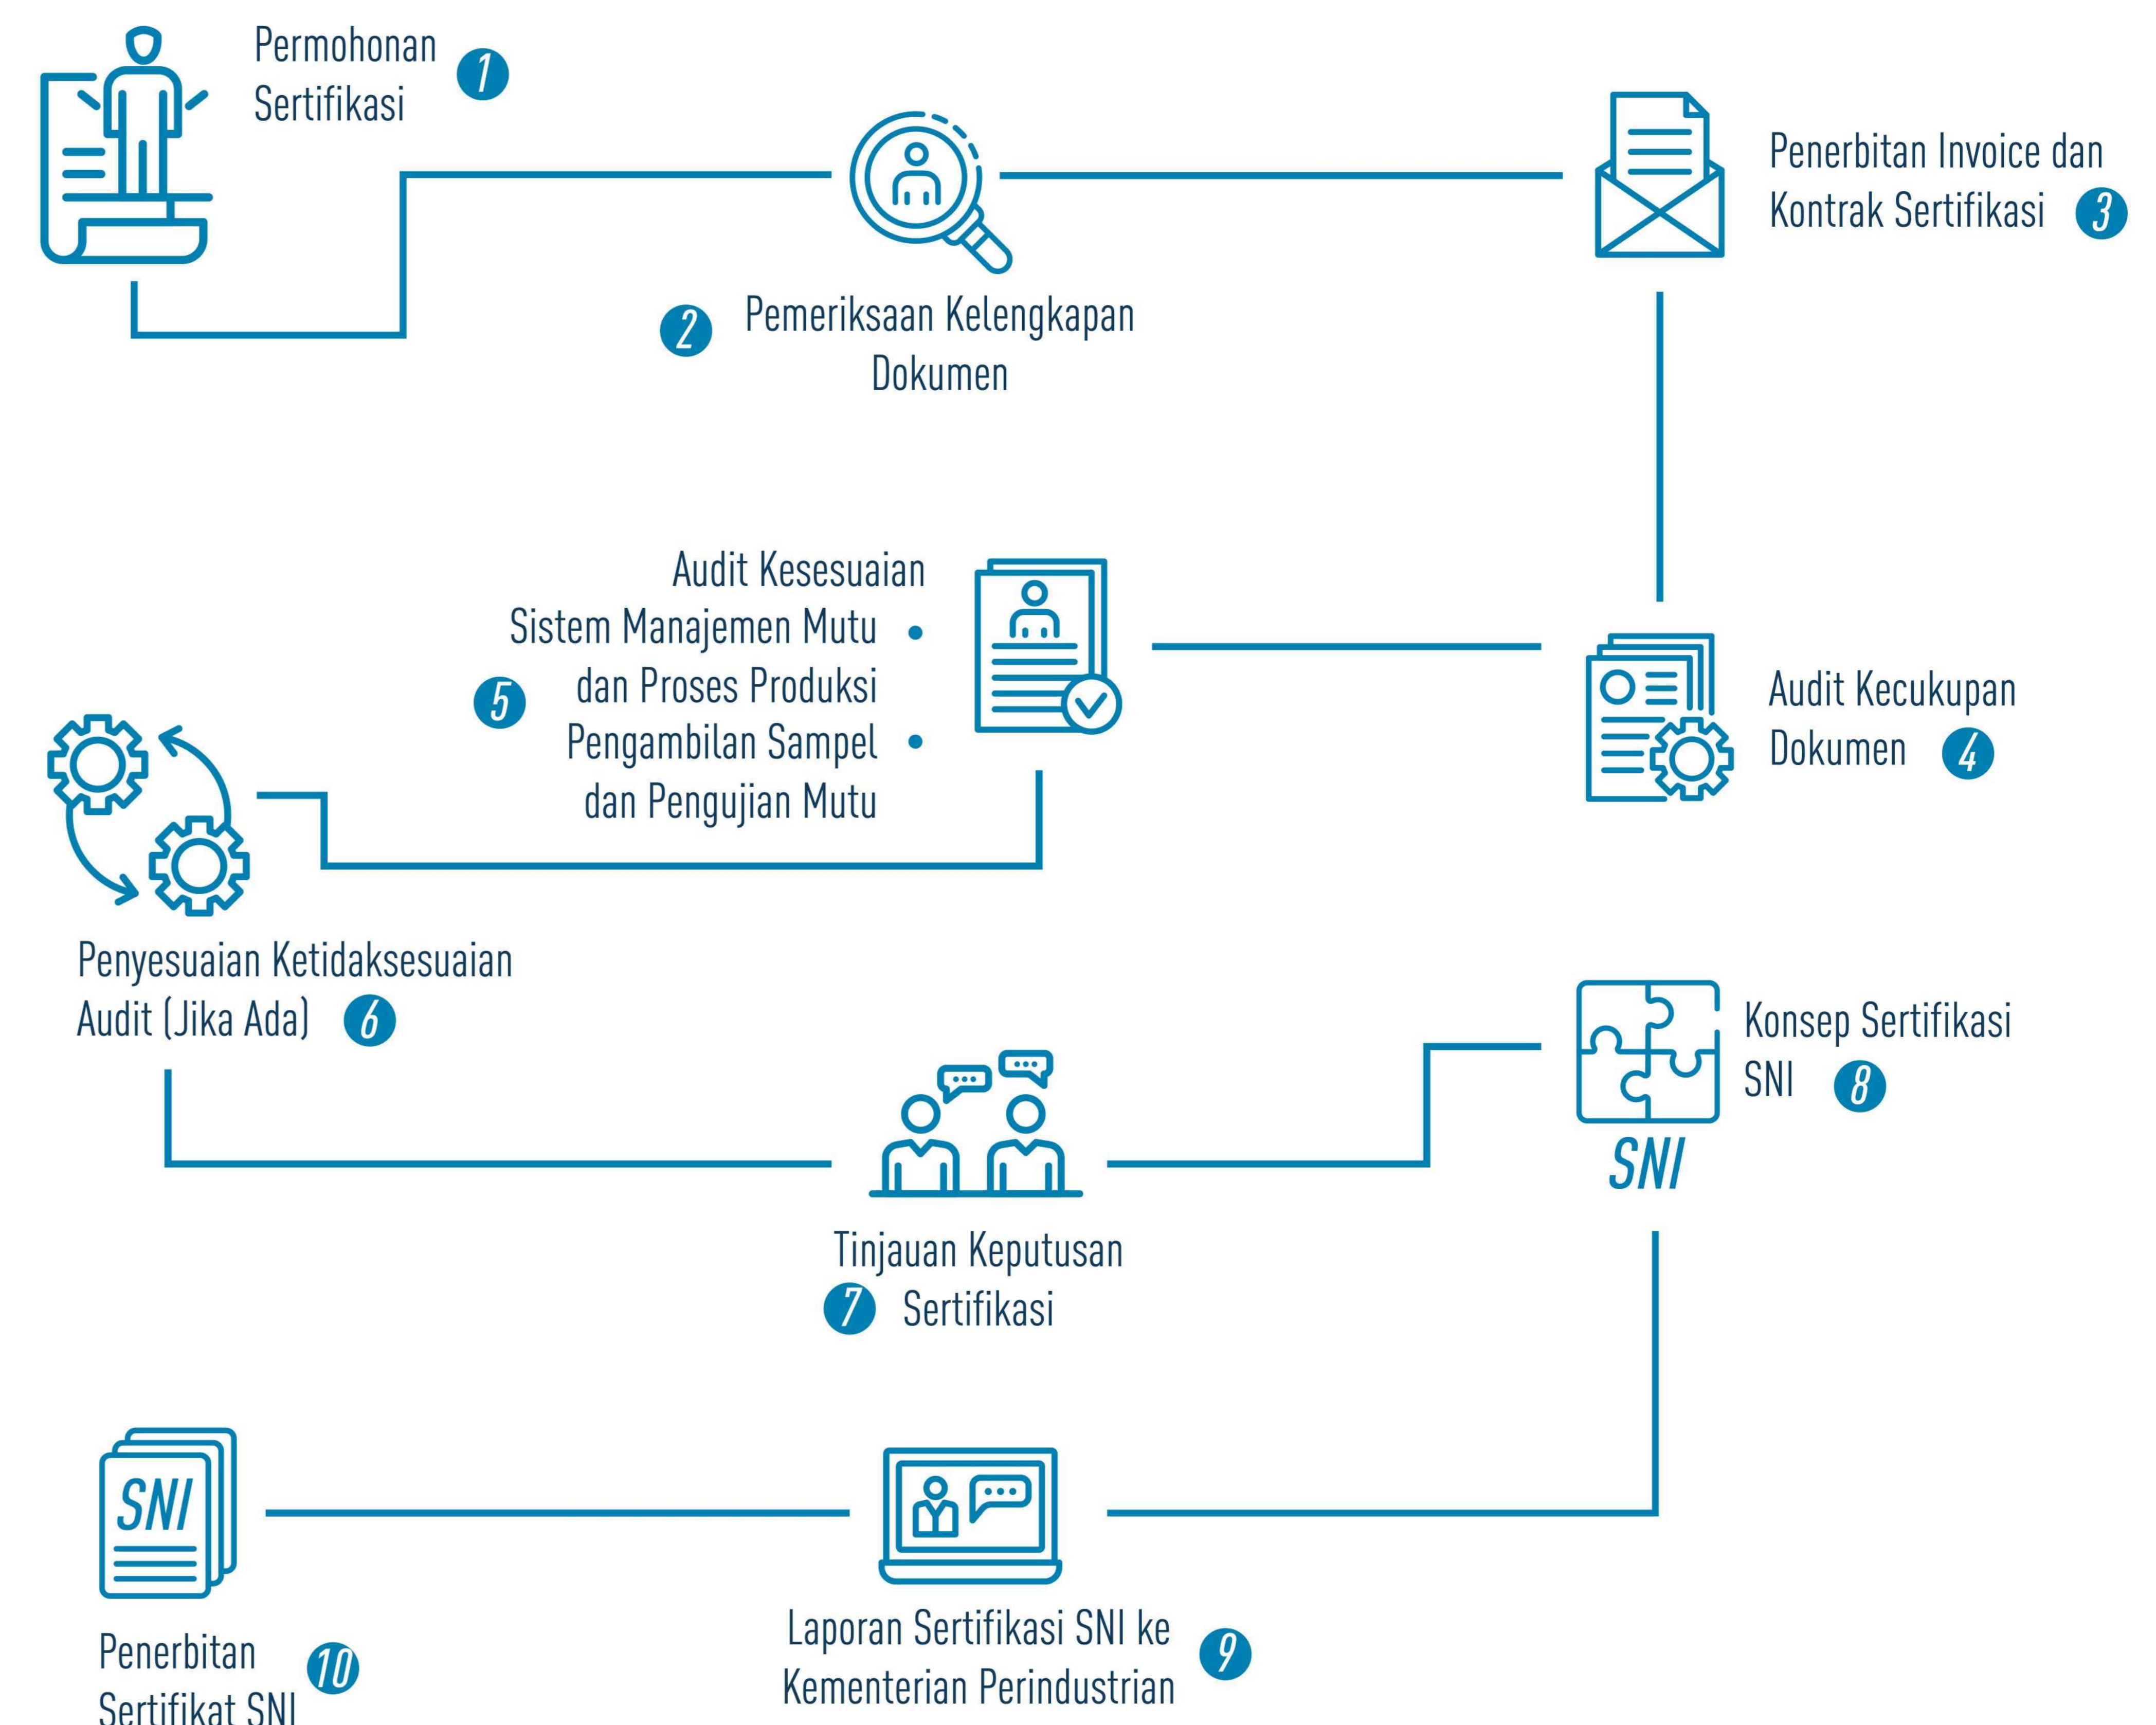 Permohonan
Sertifikasi
1
2
Pemeriksaan Kelengkapan
Dokumen
Penerbitan Invoice dan
Kontrak Sertifikasi 3
Audit Kecukupan
Dokumen 4
Audit Kesesuaian
Sistem Manajemen Mutu •
dan Proses Produksi
5
Pengambilan Sampel •
dan Pengujian Mutu
Penyesuaian Ketidaksesuaian
Audit (Jika Ada) 6
Tinjauan Keputusan
7 Sertifikasi
Konsep Sertifikasi
SNI 8
SNI
Laporan Sertifikasi SNI ke
9
Kementerian Perindustrian
SNI
Penerbitan
10
Sertifikat SNI